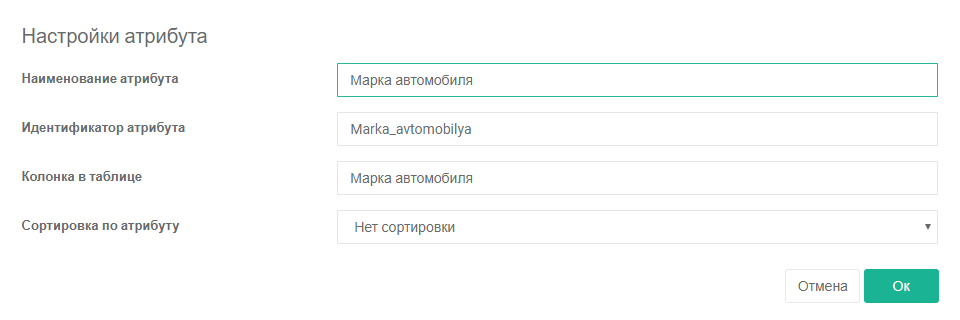 Настройки атрибута
Наименование атрибута
Марка автомобиля
Идентификатор атрибута
Marka_avtomobilya
Колонка в таблице
Марка автомобиля
Сортировка по атрибуту
Нет сортировки
Отмена
Ок